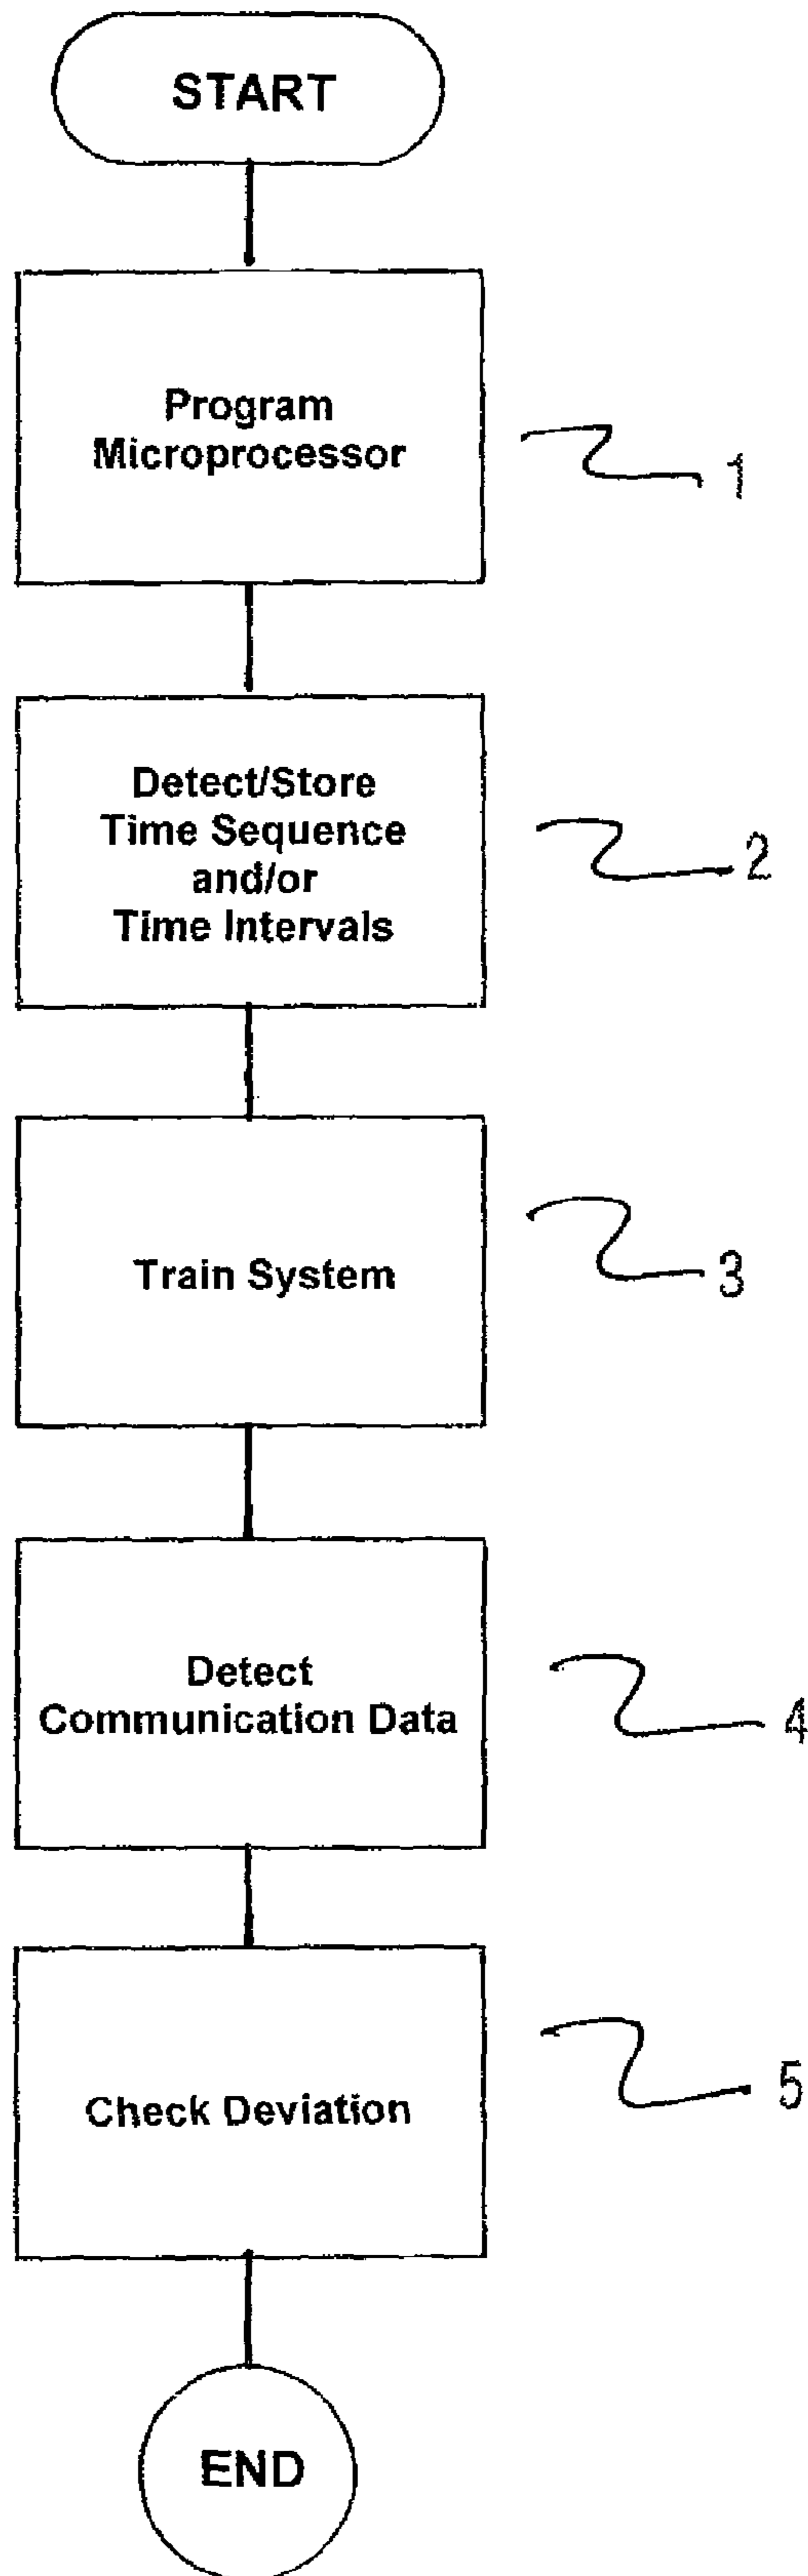 START
Program
Microprocessor
1
Detect/Store
Time Sequence
and/or
Time Intervals
2
Train System
3
Detect
Communication Data
4
Check Deviation
5
END